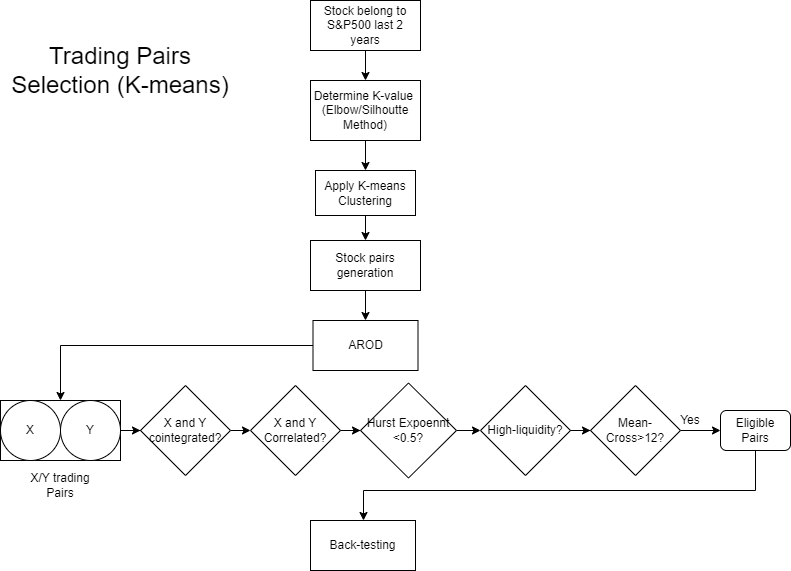 Stock belong to
S&P500 last 2
years
Trading Pairs
Selection (K-means)
Determine K-value
(Elbow/Silhoutte
Method)
Apply K-means
Clustering
Stock pairs
generation
AROD
X
Y
X/Y trading
Pairs
X and Y
cointegrated?
X and Y
Correlated?
Hurst Expoennt
<0.5?
High-liquidity?
Mean-
Cross>12?
Yes
Eligible
Pairs
Back-testing